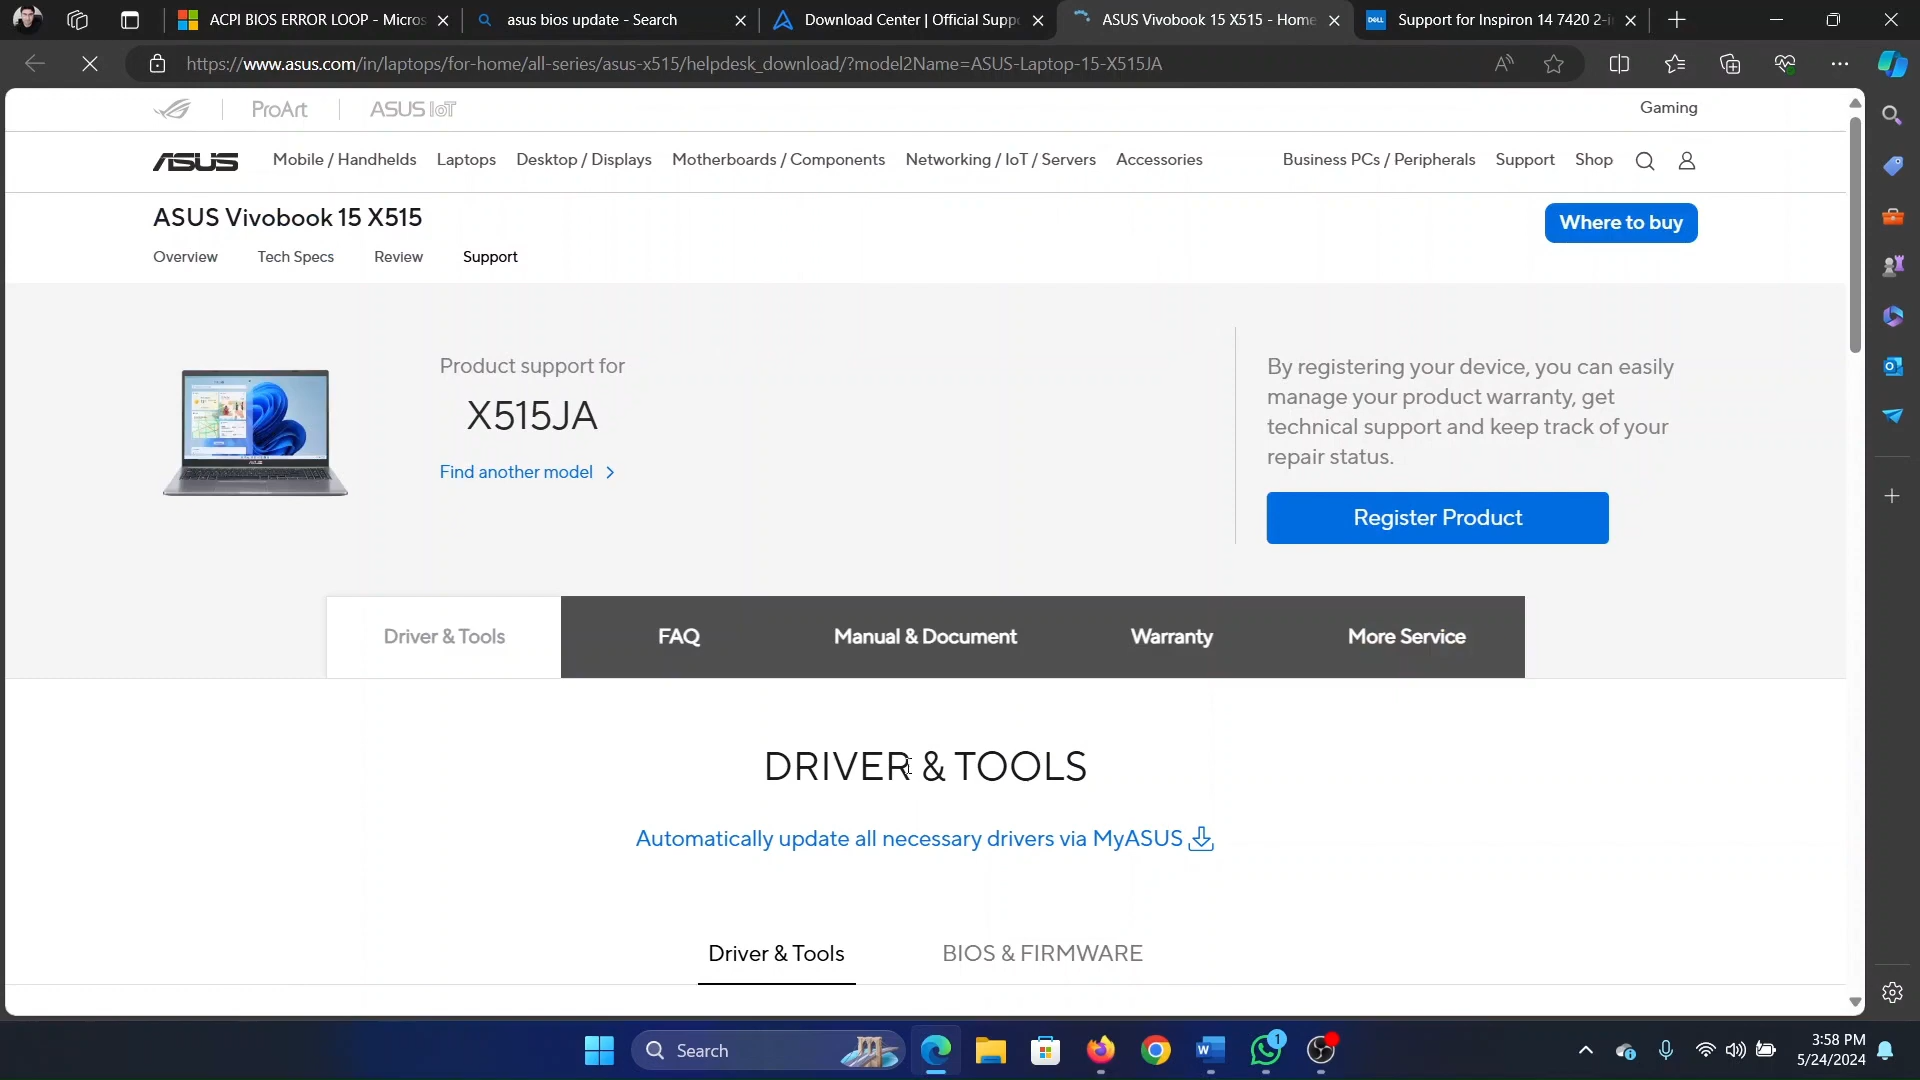 ACPI BIOS ERROR LOOP - Micros
asus bios update - Search
Download Center | Official Supp
ASUS Vivobook 15 X515 - Home
DELL
Support for Inspiron 14 7420 2-i
https://www.asus.com/in/laptops/for-home/all-series/asus-x515/helpdesk_download/?model2Name=ASUS-Laptop-15-X515JA
ProArt
ASUS IoT
Gaming
ASUS
Mobile / Handhelds
Laptops
Desktop / Displays
Motherboards / Components
Networking / IoT / Servers
Accessories
Business PCs / Peripherals
Support
Shop
ASUS Vivobook 15 X515
Where to buy
Overview
Tech Specs
Review
Support
Product support for
X515JA
Find another model
By registering your device, you can easily
manage your product warranty, get
technical support and keep track of your
repair status.
Register Product
Driver & Tools
FAQ
Manual & Document
Warranty
More Service
DRIVER & TOOLS
Automatically update all necessary drivers via MyASUS
Driver & Tools
BIOS & FIRMWARE
Search
1
3:58 PM
5/24/2024